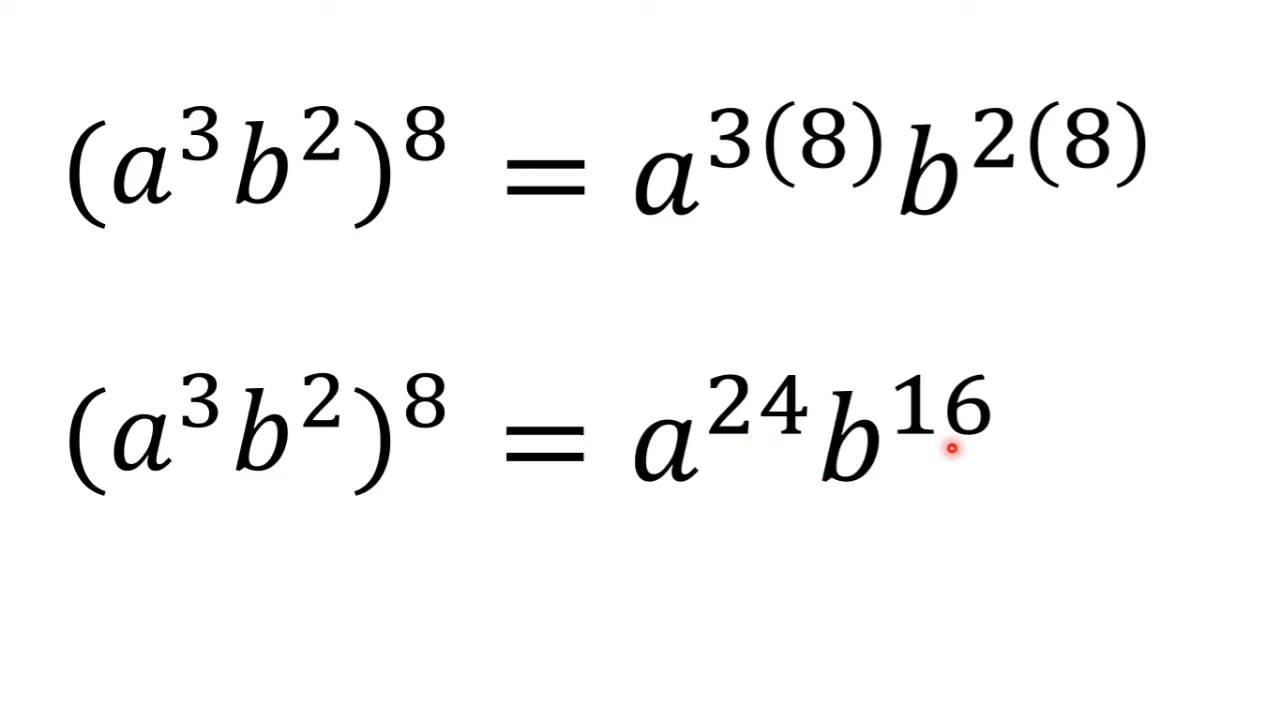 (a³b²)⁸ = a³⁽⁸⁾b²⁽⁸⁾
(a³b²)⁸ = a²⁴b¹⁶